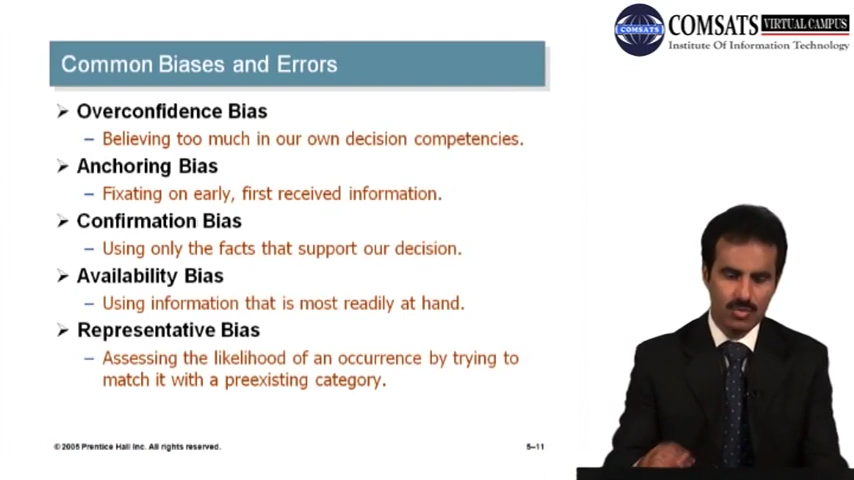 COMSATS VIRTUAL CAMPUS
COMSATS
Institute Of Information Technology
Common Biases and Errors
➢ Overconfidence Bias
– Believing too much in our own decision competencies.
➢ Anchoring Bias
– Fixating on early, first received information.
➢ Confirmation Bias
– Using only the facts that support our decision.
➢ Availability Bias
– Using information that is most readily at hand.
➢ Representative Bias
– Assessing the likelihood of an occurrence by trying to
match it with a preexisting category.
© 2005 Prentice Hall Inc. All rights reserved.
5–11